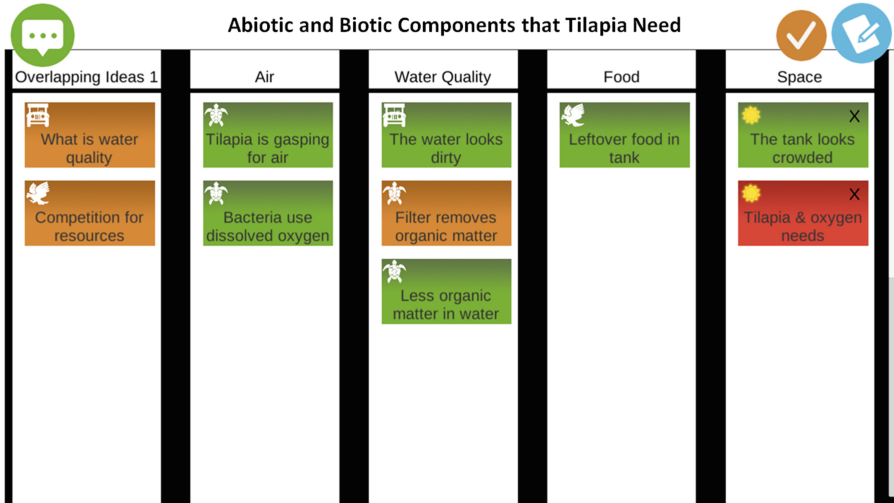 Abiotic and Biotic Components that Tilapia Need
Overlapping Ideas 1
What is water
quality
Competition for
resources
Air
Tilapia is gasping
for air
Bacteria use
dissolved oxygen
Water Quality
The water looks
dirty
Filter removes
organic matter
Less organic
matter in water
Food
Leftover food in
tank
Space
X
The tank looks
crowded
X
Tilapia & oxygen
needs